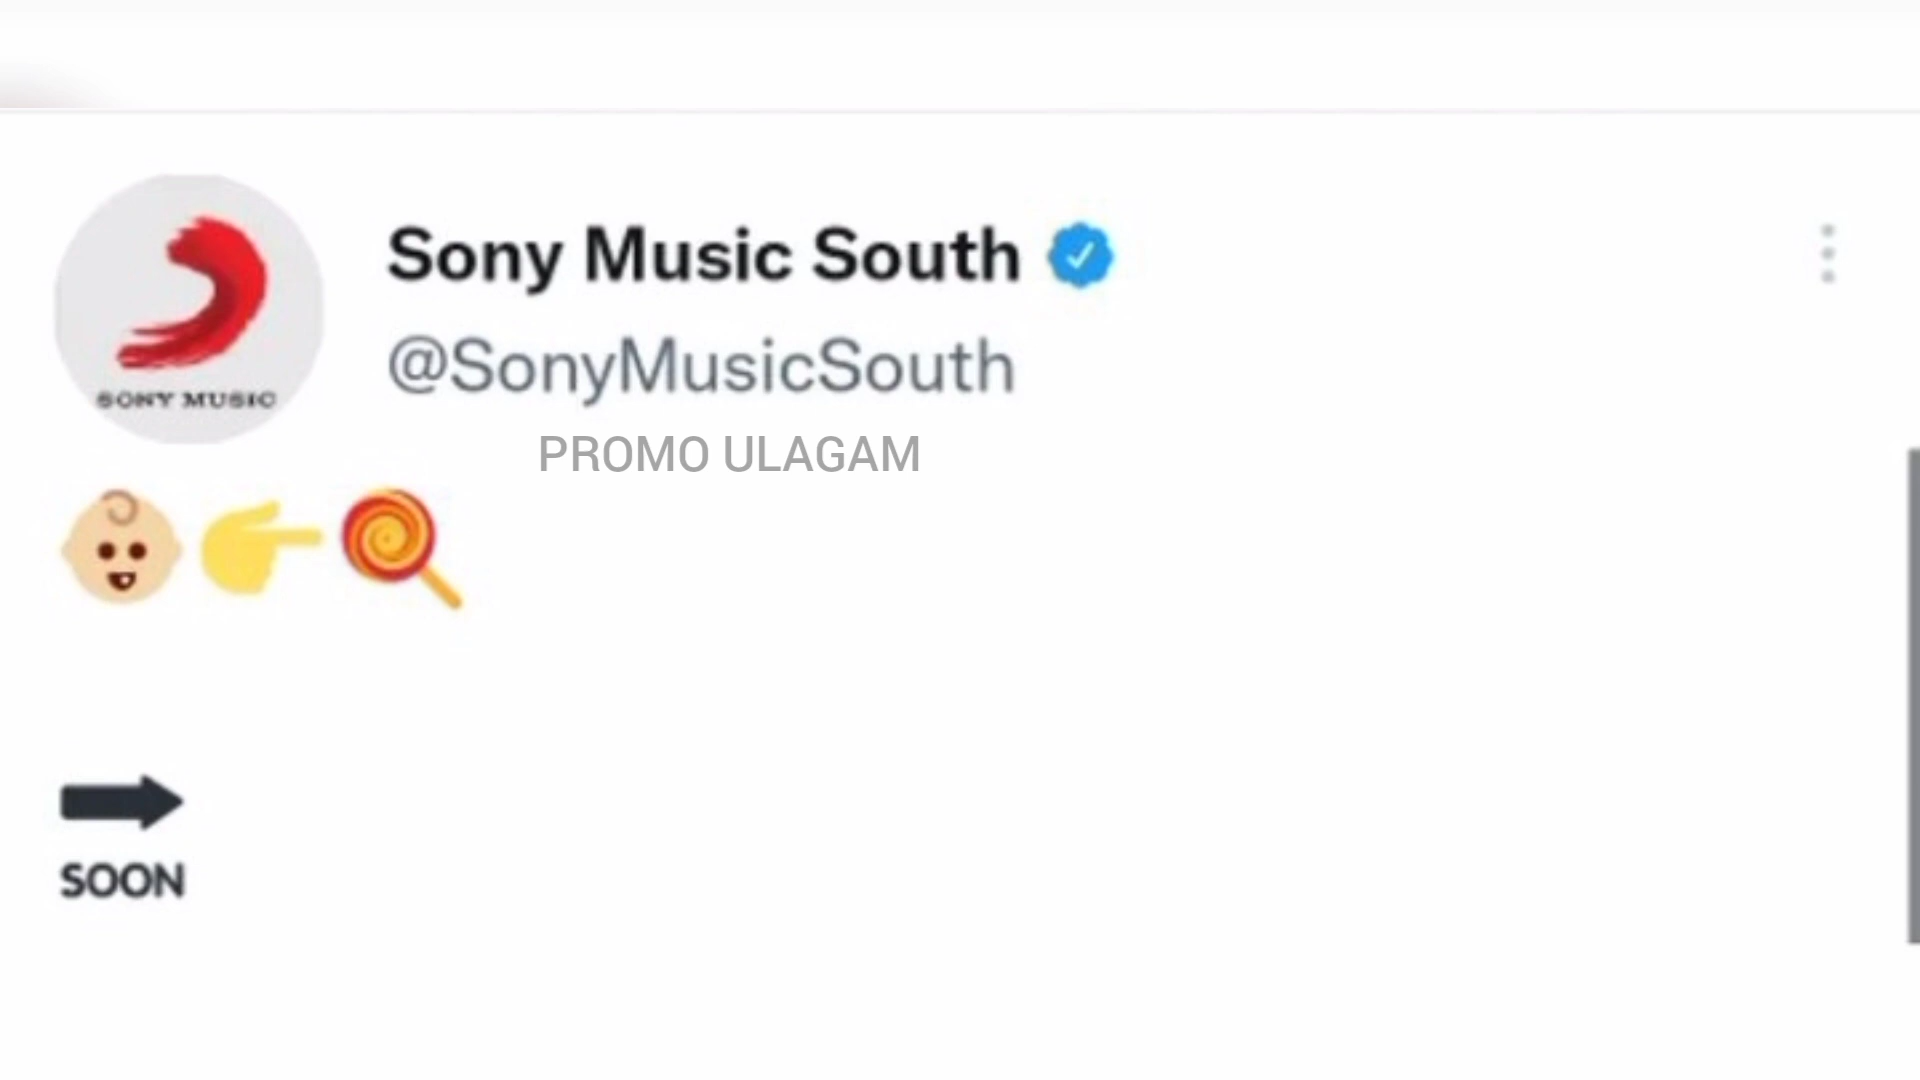 SONY MUSIC
Sony Music South
@SonyMusicSouth
PROMO ULAGAM
👶👉🍭
SOON